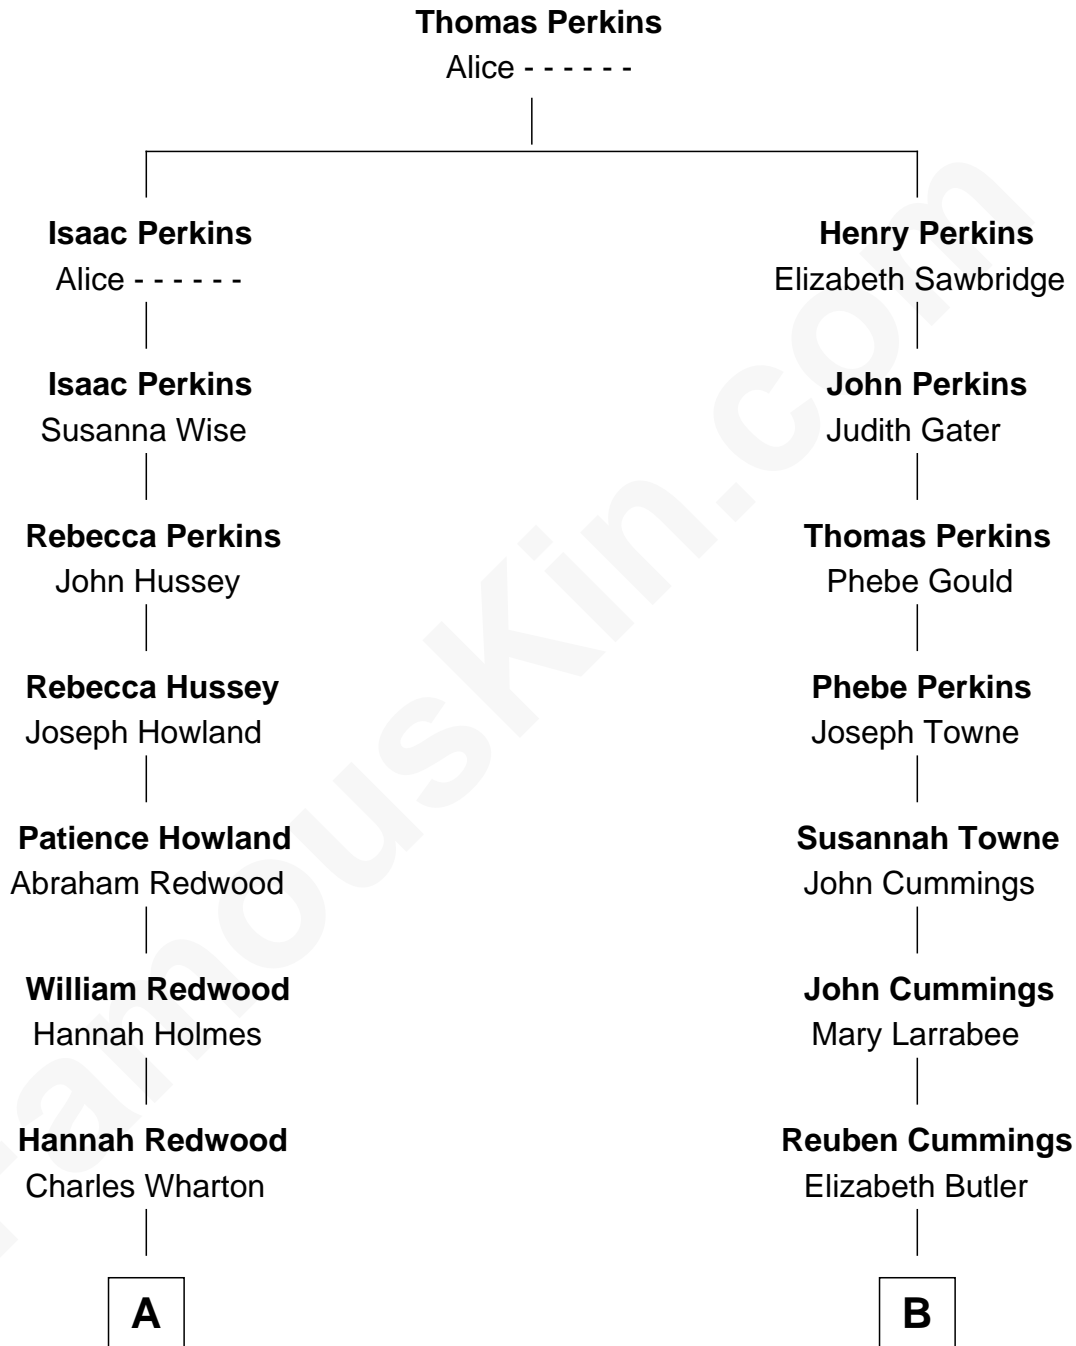 Thomas Perkins
Alice - - - - - -
Isaac Perkins
Alice - - - - - -
Henry Perkins
Elizabeth Sawbridge
Isaac Perkins
Susanna Wise
John Perkins
Judith Gater
Rebecca Perkins
John Hussey
Thomas Perkins
Phebe Gould
Rebecca Hussey
Joseph Howland
Phebe Perkins
Joseph Towne
Patience Howland
Abraham Redwood
Susannah Towne
John Cummings
William Redwood
Hannah Holmes
John Cummings
Mary Larrabee
Hannah Redwood
Charles Wharton
Reuben Cummings
Elizabeth Butler
A
B
FamousKin.com